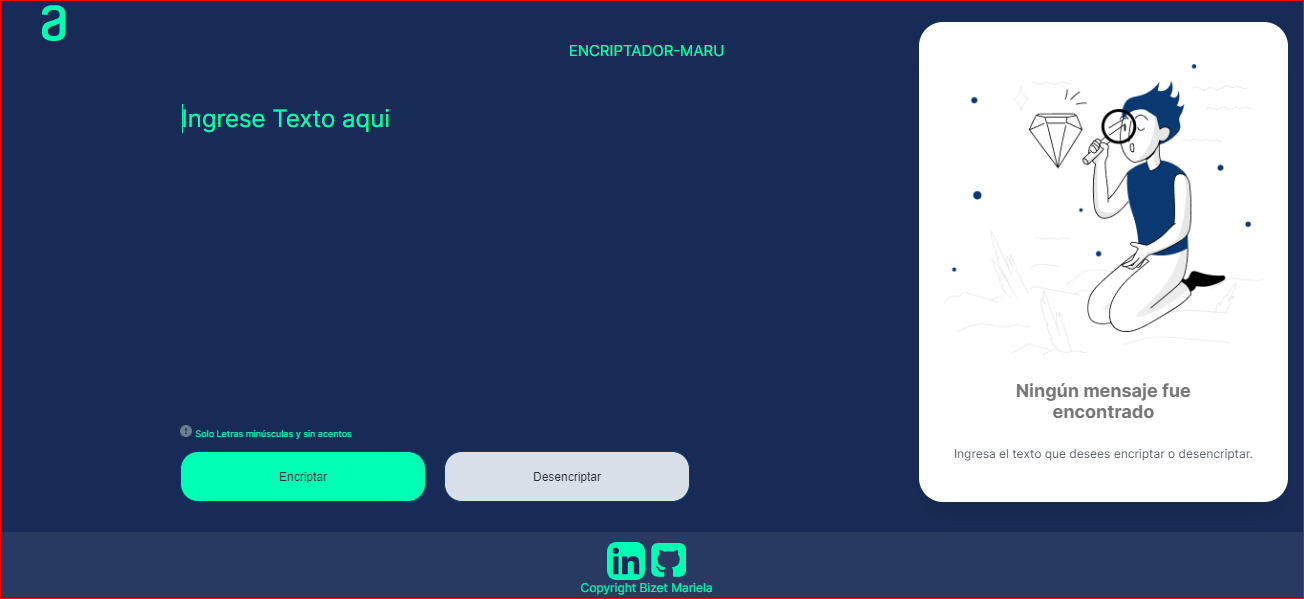 a
ENCRIPTADOR-MARU
Ingrese Texto aqui
Solo Letras minúsculas y sin acentos
Encriptar
Desencriptar
Ningún mensaje fue
encontrado
Ingresa el texto que desees encriptar o desencriptar.
in
Copyright Bizet Mariela